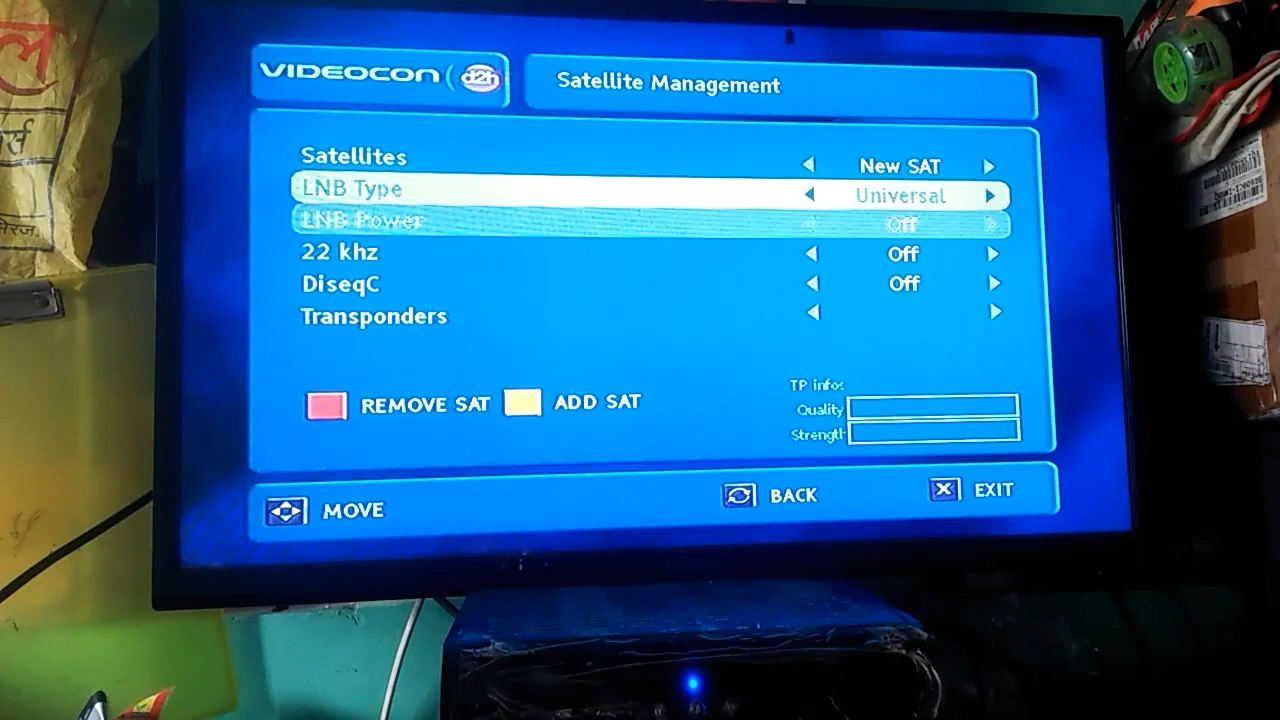 VIDEOCON d2h
Satellite Management
Satellites New SAT
LNB Type Universal
LNB Power Off
22 khz Off
DiseqC Off
Transponders
REMOVE SAT ADD SAT
TP info:
Quality
Strength
MOVE BACK EXIT